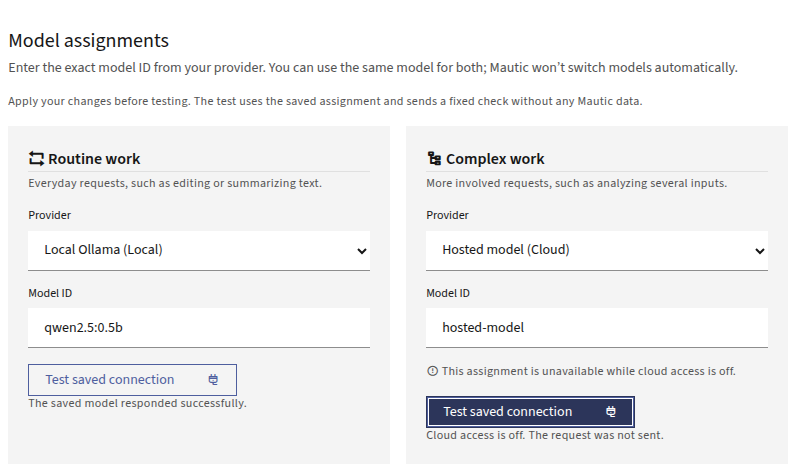 Model assignments
Enter the exact model ID from your provider. You can use the same model for both; Mautic won’t switch models automatically.
Apply your changes before testing. The test uses the saved assignment and sends a fixed check without any Mautic data.
Routine work
Everyday requests, such as editing or summarizing text.
Provider
Local Ollama (Local)
Model ID
qwen2.5:0.5b
Test saved connection
The saved model responded successfully.
Complex work
More involved requests, such as analyzing several inputs.
Provider
Hosted model (Cloud)
Model ID
hosted-model
This assignment is unavailable while cloud access is off.
Test saved connection
Cloud access is off. The request was not sent.